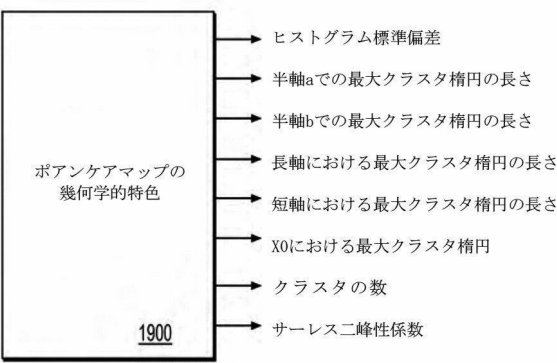 ポアンケアマップの
幾何学的特色
1900
ヒストグラム標準偏差
半軸aでの最大クラスタ楕円の長さ
半軸bでの最大クラスタ楕円の長さ
長軸における最大クラスタ楕円の長さ
短軸における最大クラスタ楕円の長さ
X0における最大クラスタ楕円
クラスタの数
サーレス二峰性係数